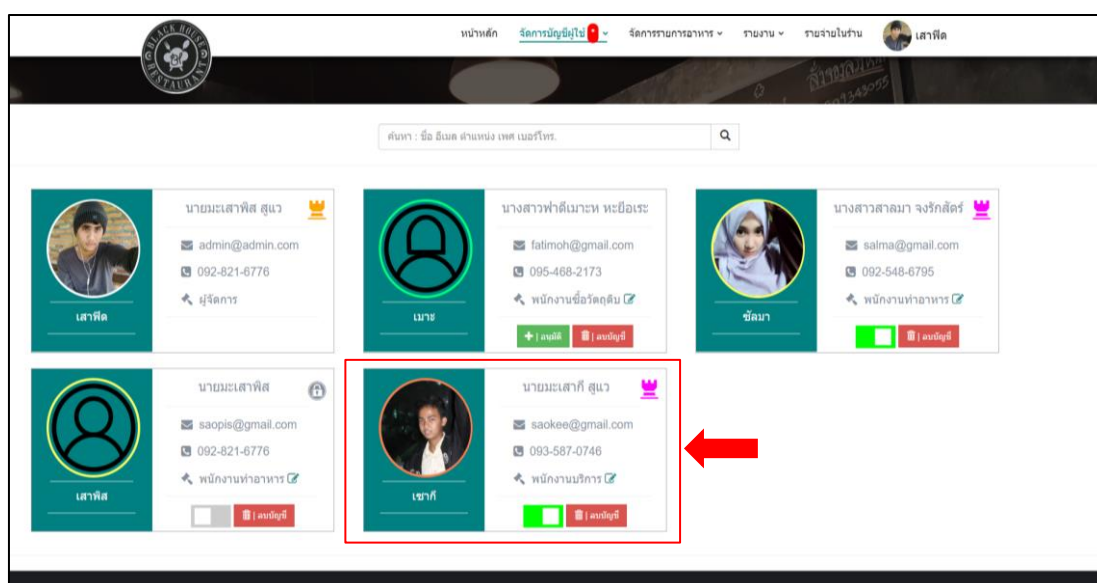 BLACK HOUSE
RESTAURANT
หน้าหลัก
จัดการบัญชีผู้ใช้ *
จัดการรายการอาหาร
รายงาน
รายจ่ายในร้าน
เสาฟีด
ค้นหา : ชื่อ อีเมล ตำแหน่ง เพศ เบอร์โทร.
นายมะเสาพิส สูแว
admin@admin.com
092-821-6776
ผู้จัดการ
เสาฟีด
นางสาวฟาตีเมาะห หะยีอเระ
fatimoh@gmail.com
095-468-2173
พนักงานซื้อวัตถุดิบ
เมาะ
+ | อนุมัติ
| ลบบัญชี
นางสาวสาลมา จงรักสัตร์
salma@gmail.com
092-548-6795
พนักงานทำอาหาร
ซัลมา
| ลบบัญชี
นายมะเสาพิส
saopis@gmail.com
092-821-6776
พนักงานทำอาหาร
เสาพิส
| ลบบัญชี
นายมะเสากี สูแว
saokee@gmail.com
093-587-0746
พนักงานบริการ
เซากี
| ลบบัญชี